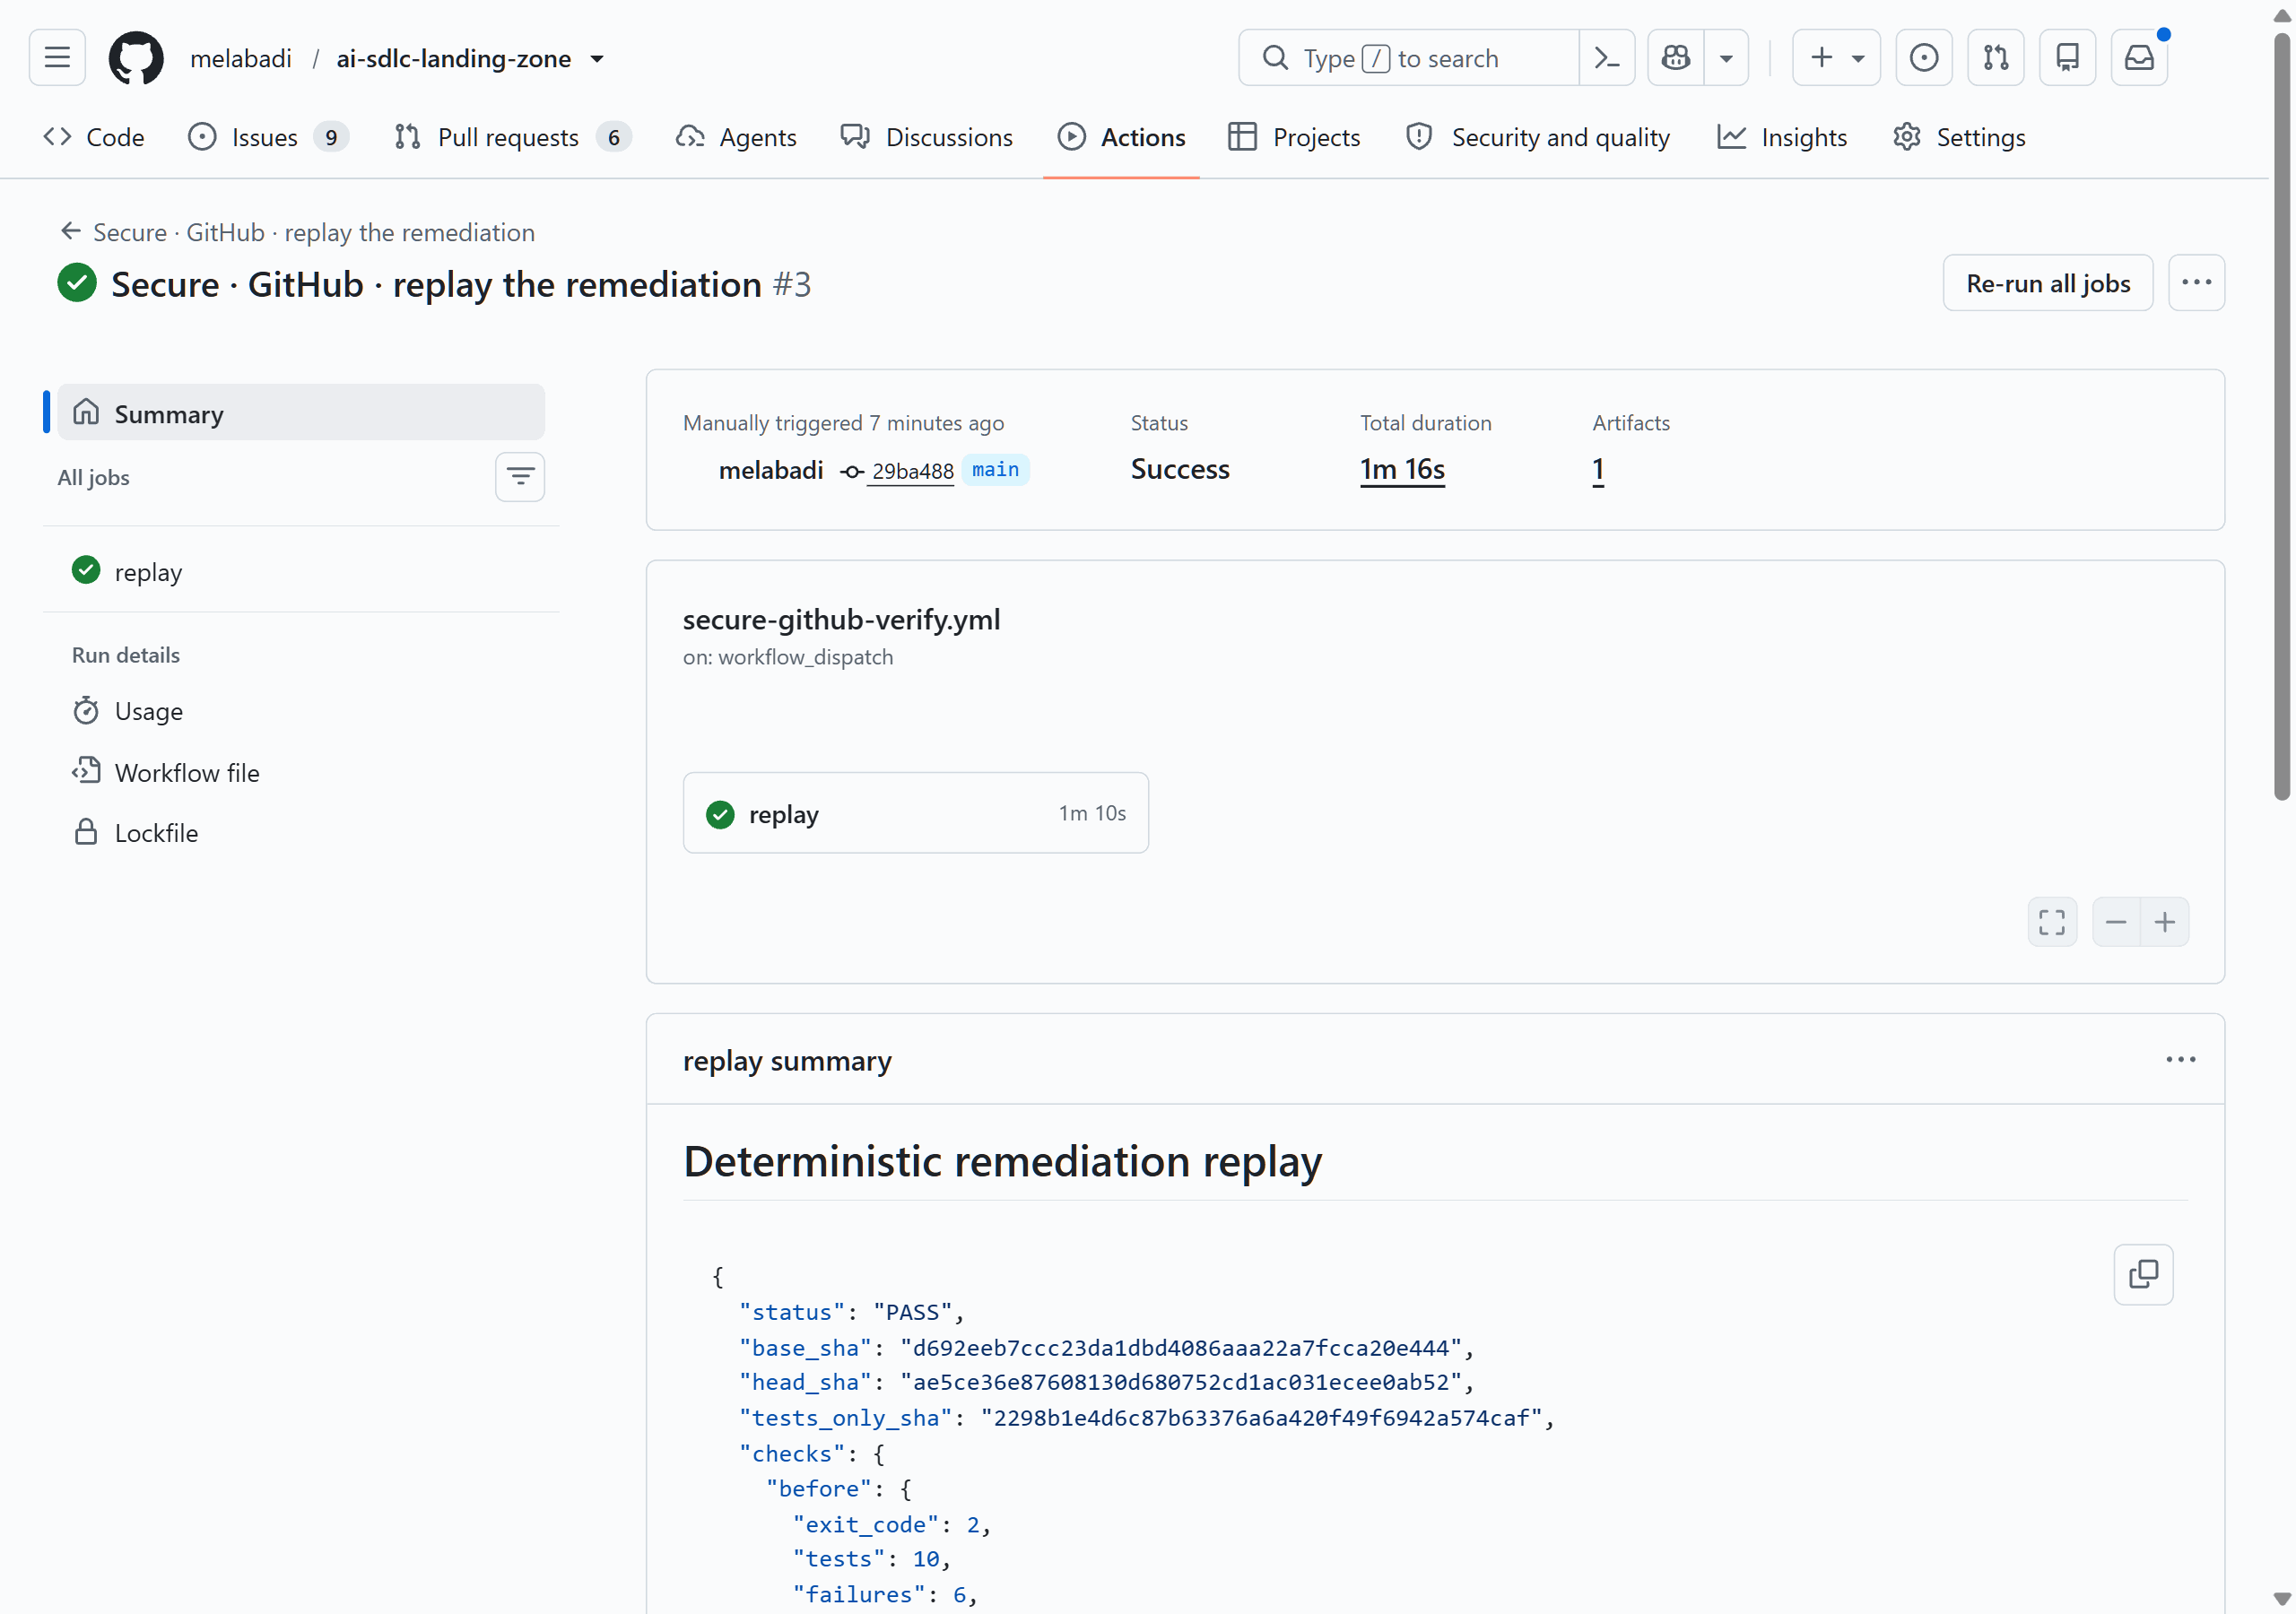 melabadi / ai-sdlc-landing-zone
Type / to search
Code
Issues 9
Pull requests 6
Agents
Discussions
Actions
Projects
Security and quality
Insights
Settings
Secure · GitHub · replay the remediation
Secure · GitHub · replay the remediation #3
Re-run all jobs
Summary
All jobs
replay
Run details
Usage
Workflow file
Lockfile
Manually triggered 7 minutes ago
melabadi 29ba488 main
Status
Success
Total duration
1m 16s
Artifacts
1
secure-github-verify.yml
on: workflow_dispatch
replay 1m 10s
replay summary
Deterministic remediation replay
{
"status": "PASS",
"base_sha": "d692eeb7ccc23da1dbd4086aaa22a7fcca20e444",
"head_sha": "ae5ce36e87608130d680752cd1ac031ecee0ab52",
"tests_only_sha": "2298b1e4d6c87b63376a6a420f49f6942a574caf",
"checks": {
"before": {
"exit_code": 2,
"tests": 10,
"failures": 6,